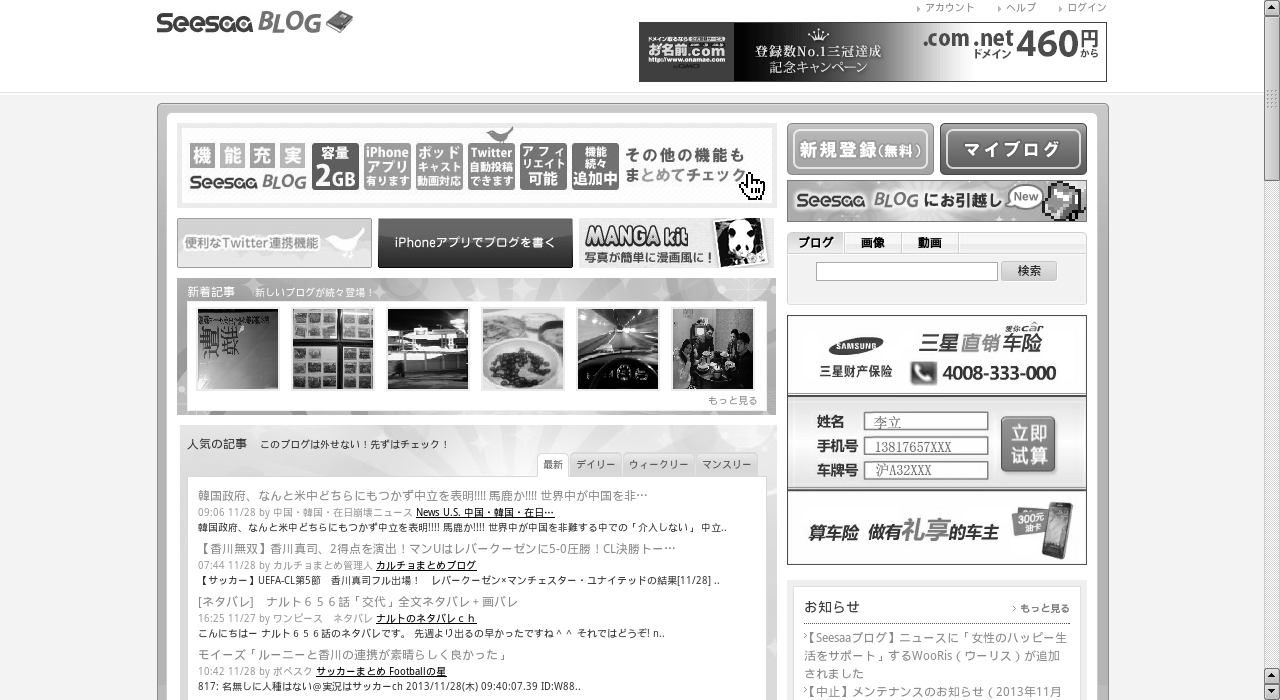 Seesaa BLOG
アカウント ヘルプ ログイン
ドメイン取るなら公式登録サービス
お名前.com
http://www.onamae.com
登録数No.1三冠達成
記念キャンペーン
.com .net ドメイン 460円から
機能充実
Seesaa BLOG
容量 2GB
iPhoneアプリ有ります
ポッドキャスト動画対応
Twitter自動投稿できます
アフィリエイト可能
機能続々追加中
その他の機能も
まとめてチェック
新規登録(無料)
マイブログ
Seesaa BLOG にお引越し New
便利なTwitter連携機能
iPhoneアプリでブログを書く
MANGA kit
写真が簡単に漫画風に！
ブログ 画像 動画
検索
新着記事 新しいブログが続々登場！
もっと見る
SAMSUNG
三星财产保险
爱你car
三星直销车险
4008-333-000
姓名 李立
手机号 13817657XXX
车牌号 沪A32XXX
立即试算
算车险 做有礼享的车主
300元油卡
人気の記事 このブログは外せない！先ずはチェック！
最新 デイリー ウィークリー マンスリー
韓国政府、なんと米中どちらにもつかず中立を表明!!!! 馬鹿か!!!! 世界中が中国を非…
09:06 11/28 by 中国・韓国・在日崩壊ニュース News U.S. 中国・韓国・在日…
韓国政府、なんと米中どちらにもつかず中立を表明!!!! 馬鹿か!!!! 世界中が中国を非難する中での「介入しない」 中立..
【香川無双】香川真司、2得点を演出！マンUはレバークーゼンに5-0圧勝！CL決勝トー…
07:44 11/28 by カルチョまとめ管理人 カルチョまとめブログ
【サッカー】UEFA-CL第5節　香川真司フル出場！　レバークーゼン×マンチェスター・ユナイテッドの結果[11/28] ..
[ネタバレ]　ナルト６５６話「交代」全文ネタバレ + 画バレ
16:25 11/27 by ワンピース　ネタバレ ナルトのネタバレｃｈ
こんにちはー ナルト６５６話のネタバレです。 先週より出るの早かったですね＾＾ それではどうぞ! n..
モイーズ「ルーニーと香川の連携が素晴らしく良かった」
10:42 11/28 by ボベスク サッカーまとめ Footballの星
817: 名無しに人種はない＠実況はサッカーch 2013/11/28(木) 09:40:07.39 ID:W88..
お知らせ もっと見る
【Seesaaブログ】ニュースに「女性のハッピー生
活をサポート」するWooRis（ウーリス）が追加
されました
【中止】メンテナンスのお知らせ（2013年11月